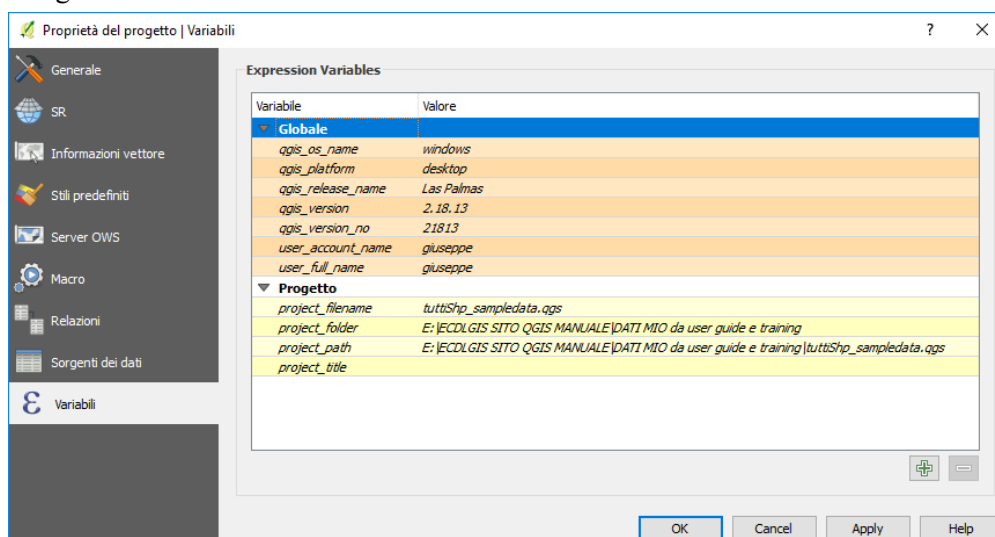 Proprietà del progetto | Variabili
?
Generale
SR
Informazioni vettore
Stili predefiniti
Server OWS
Macro
Relazioni
Sorgenti dei dati
Variabili
Expression Variables
Variabile Valore
Globale
qgis_os_name windows
qgis_platform desktop
qgis_release_name Las Palmas
qgis_version 2.18.13
qgis_version_no 21813
user_account_name giuseppe
user_full_name giuseppe
Progetto
project_filename tuttiShp_sampledata.qgs
project_folder E:\ECDLGIS SITO QGIS MANUALE\DATI MIO da user guide e training
project_path E:\ECDLGIS SITO QGIS MANUALE\DATI MIO da user guide e training\tuttiShp_sampledata.qgs
project_title
OK Cancel Apply Help